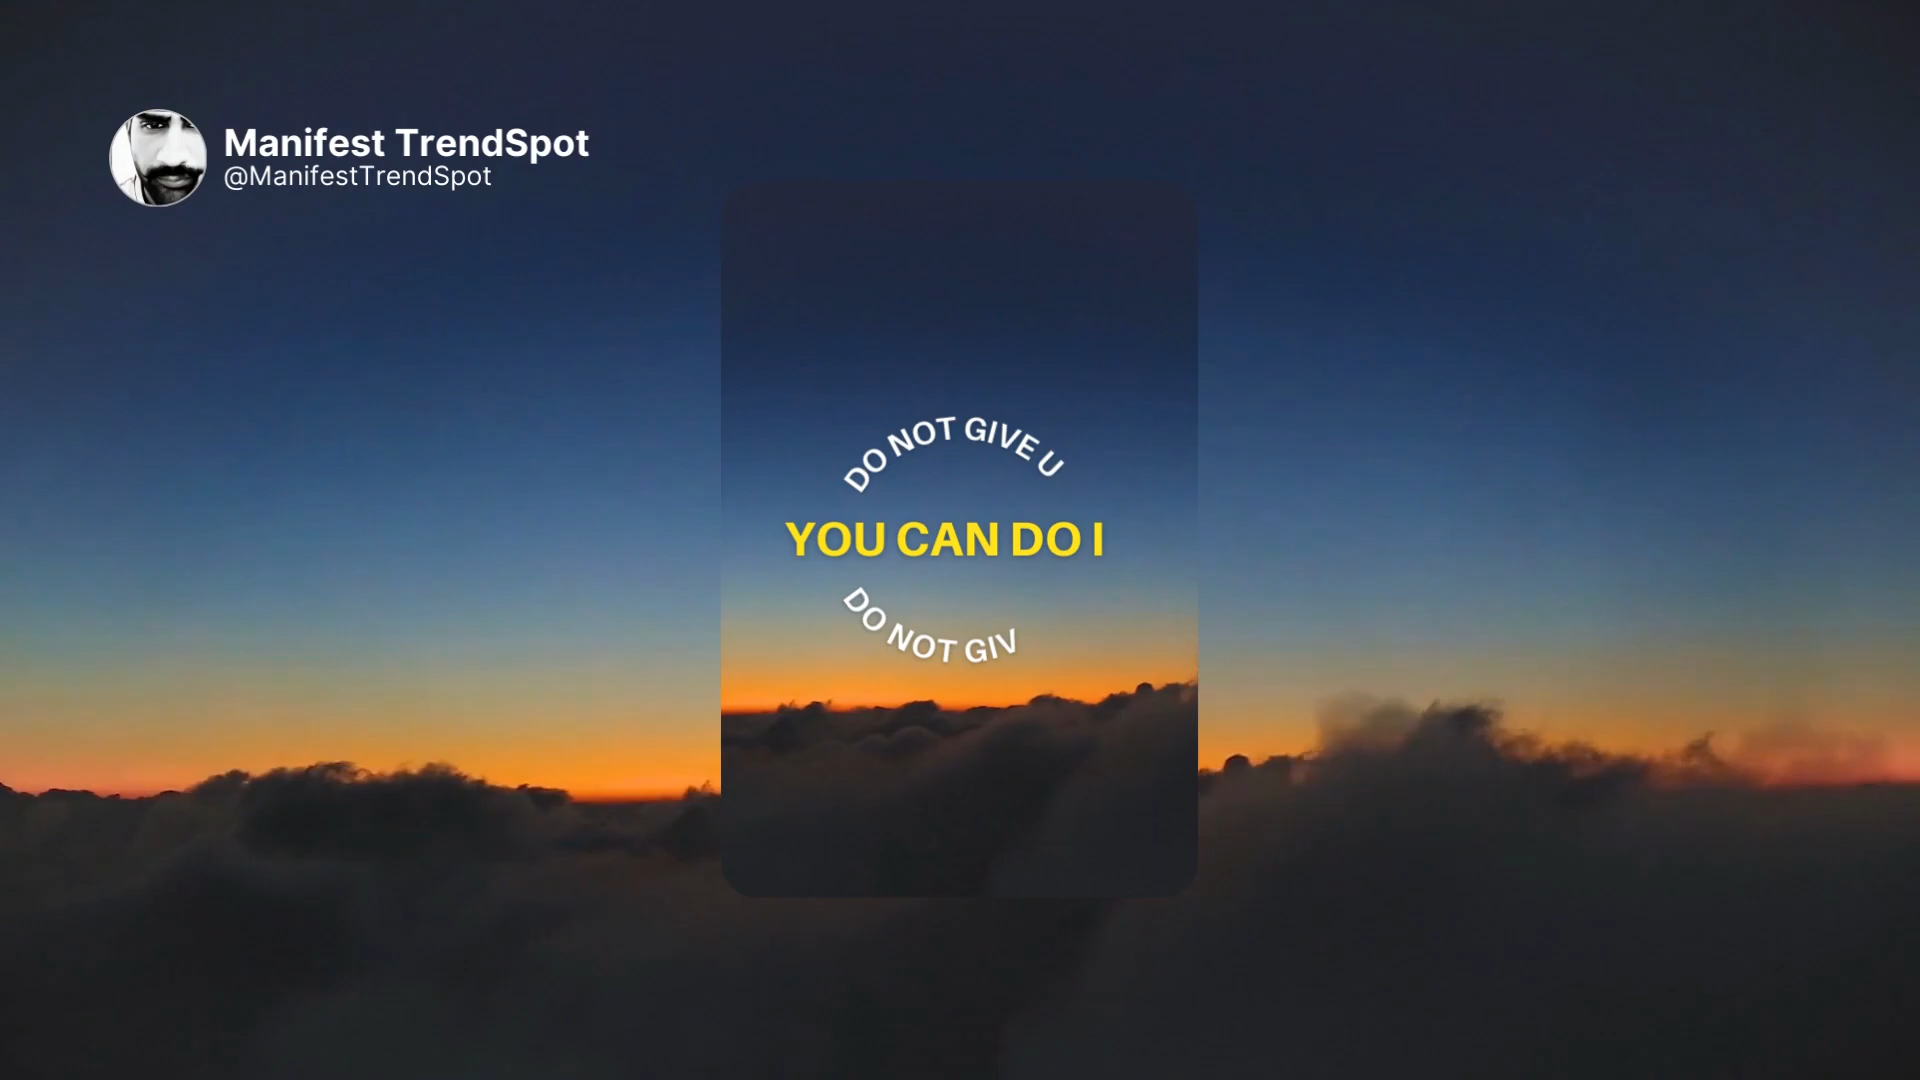 Manifest TrendSpot
@ManifestTrendSpot
DO NOT GIVE U
YOU CAN DO I
DO NOT GIV